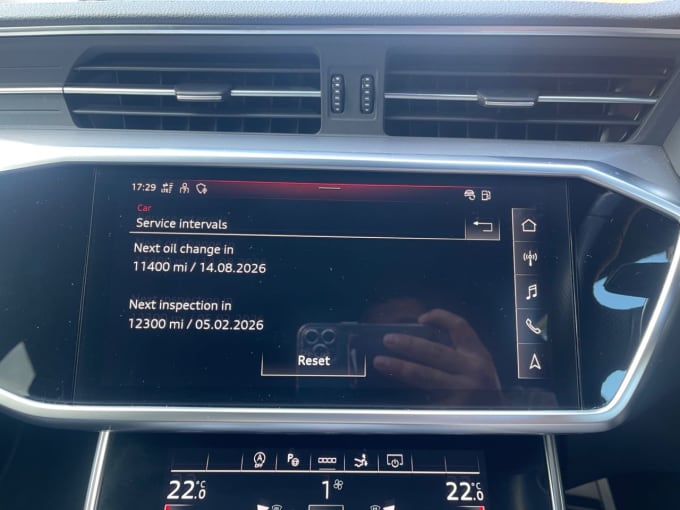 17:29
Car
Service intervals
Next oil change in
11400 mi / 14.08.2026
Next inspection in
12300 mi / 05.02.2026
Reset
OFF
P
22.0 °C 1 22.0 °C